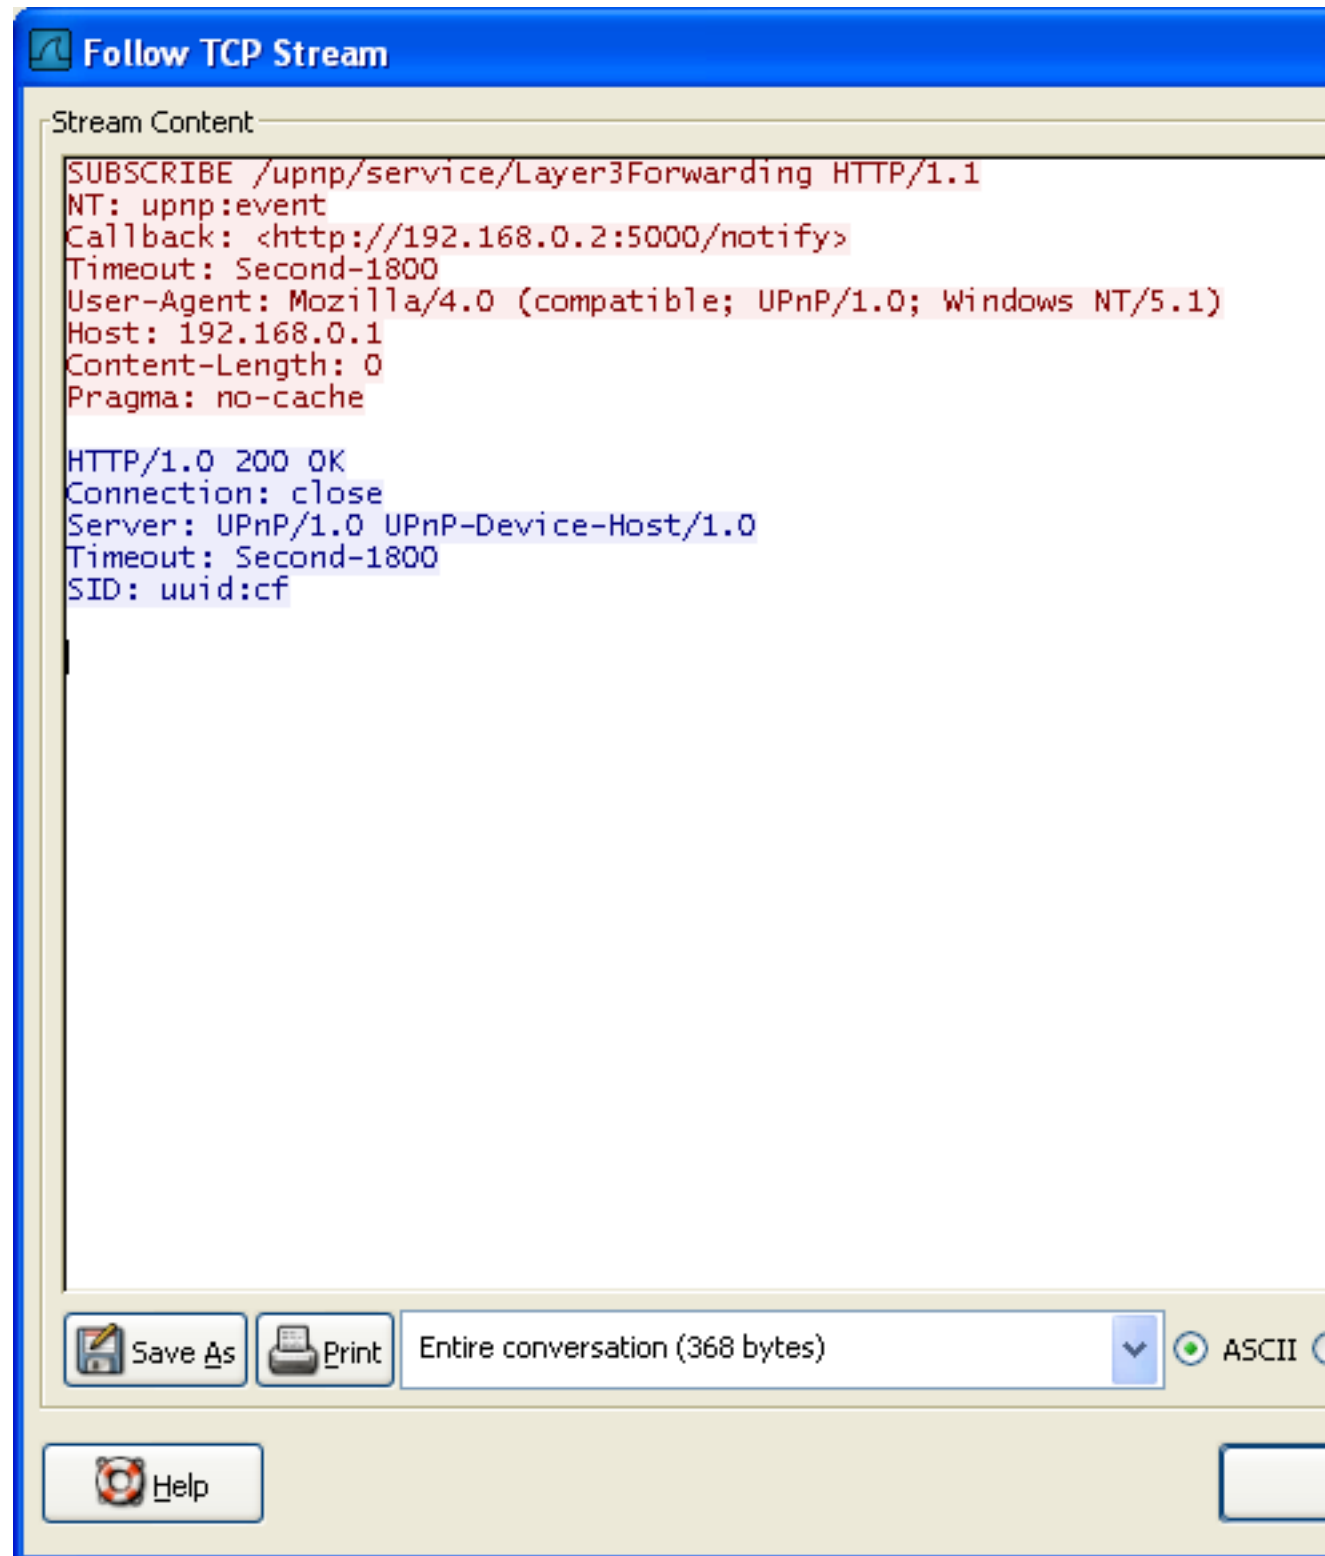 Follow TCP Stream
Stream Content
SUBSCRIBE /upnp/service/Layer3Forwarding HTTP/1.1
NT: upnp:event
Callback: <http://192.168.0.2:5000/notify>
Timeout: Second-1800
User-Agent: Mozilla/4.0 (compatible; UPnP/1.0; Windows NT/5.1)
Host: 192.168.0.1
Content-Length: 0
Pragma: no-cache
HTTP/1.0 200 OK
Connection: close
Server: UPnP/1.0 UPnP-Device-Host/1.0
Timeout: Second-1800
SID: uuid:cf
Save As Print Entire conversation (368 bytes) ASCII
Help